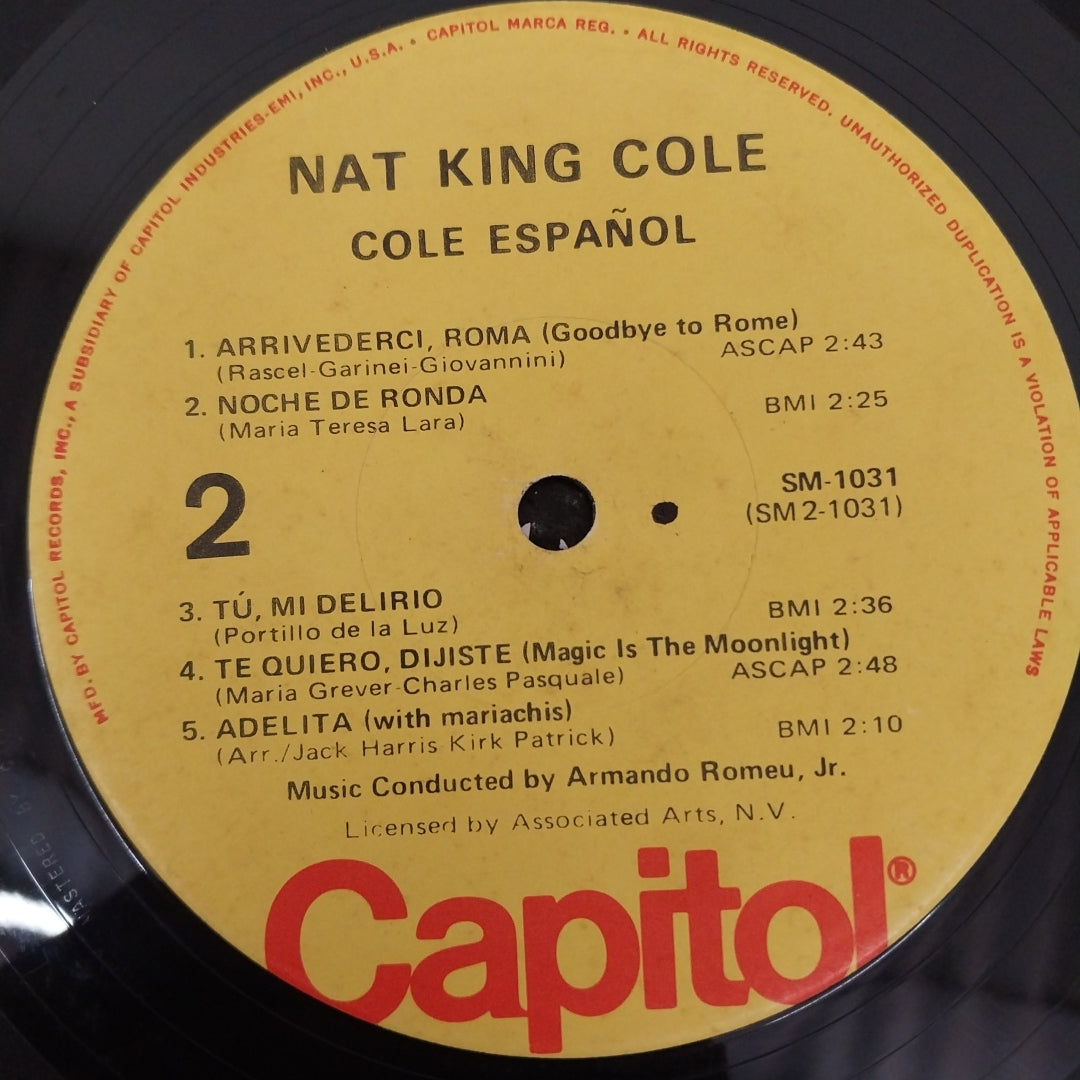 MFD. BY CAPITOL RECORDS, INC., A SUBSIDIARY OF CAPITOL INDUSTRIES-EMI, INC., U.S.A. • CAPITOL MARCA REG. • ALL RIGHTS RESERVED. UNAUTHORIZED DUPLICATION IS A VIOLATION OF APPLICABLE LAWS
NAT KING COLE
COLE ESPAÑOL
1. ARRIVEDERCI, ROMA (Goodbye to Rome)
(Rascel-Garinei-Giovannini) ASCAP 2:43
2. NOCHE DE RONDA BMI 2:25
(Maria Teresa Lara)
2
SM-1031
(SM2-1031)
3. TÚ, MI DELIRIO BMI 2:36
(Portillo de la Luz)
4. TE QUIERO, DIJISTE (Magic Is The Moonlight)
(Maria Grever-Charles Pasquale) ASCAP 2:48
5. ADELITA (with mariachis) BMI 2:10
(Arr./Jack Harris Kirk Patrick)
Music Conducted by Armando Romeu, Jr.
Licensed by Associated Arts, N.V.
Capitol®
MASTERED BY